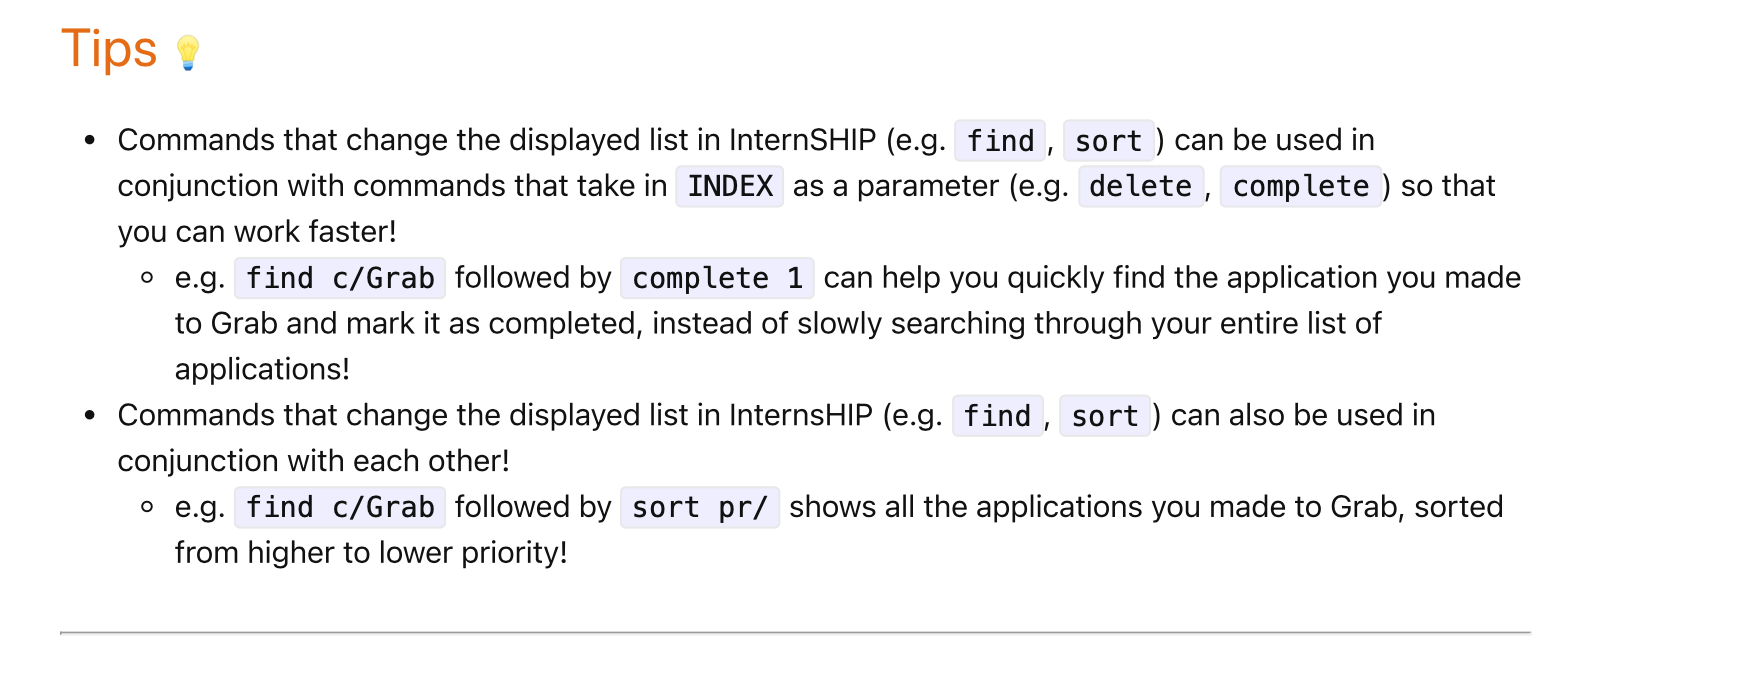 Tips 💡
• Commands that change the displayed list in InternSHIP (e.g. find, sort) can be used in
conjunction with commands that take in INDEX as a parameter (e.g. delete, complete) so that
you can work faster!
◦ e.g. find c/Grab followed by complete 1 can help you quickly find the application you made
to Grab and mark it as completed, instead of slowly searching through your entire list of
applications!
• Commands that change the displayed list in InternsHIP (e.g. find, sort) can also be used in
conjunction with each other!
◦ e.g. find c/Grab followed by sort pr/ shows all the applications you made to Grab, sorted
from higher to lower priority!